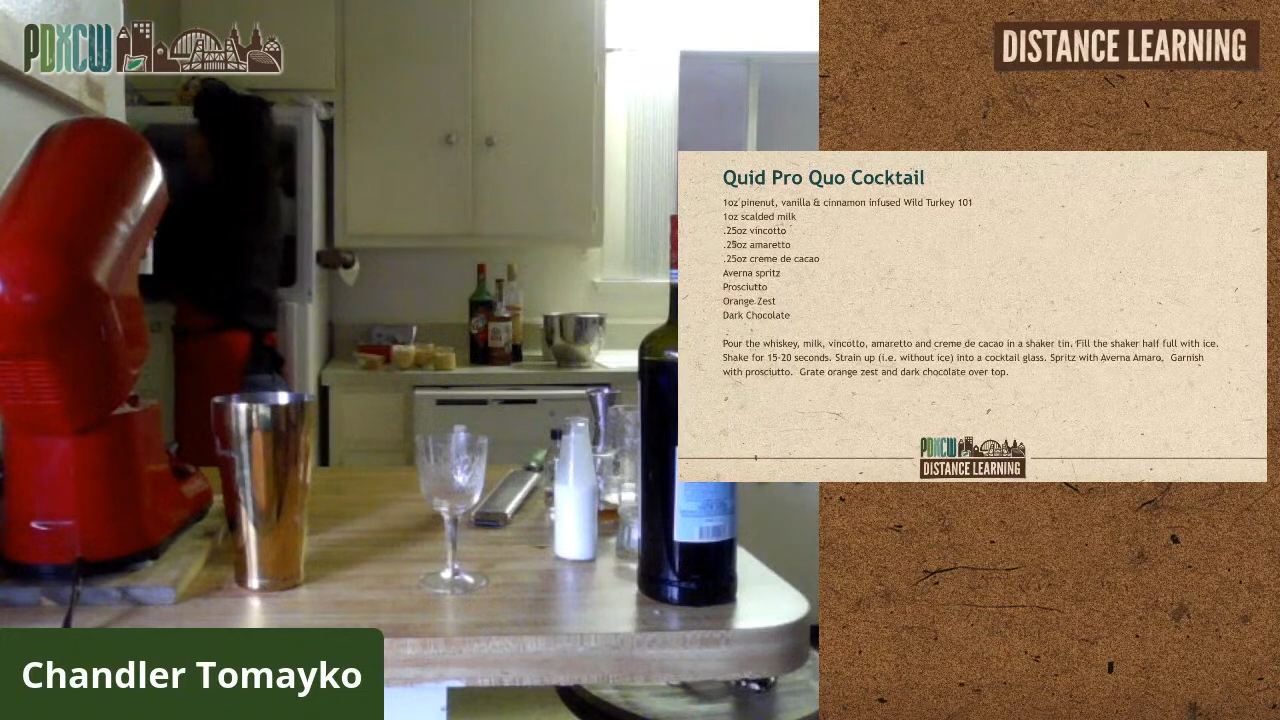 PDXCW
DISTANCE LEARNING
Quid Pro Quo Cocktail
1oz pinenut, vanilla & cinnamon infused Wild Turkey 101
1oz scalded milk
.25oz vincotto
.25oz amaretto
.25oz creme de cacao
Averna spritz
Prosciutto
Orange Zest
Dark Chocolate
Pour the whiskey, milk, vincotto, amaretto and creme de cacao in a shaker tin. Fill the shaker half full with ice.
Shake for 15-20 seconds. Strain up (i.e. without ice) into a cocktail glass. Spritz with Averna Amaro. Garnish
with prosciutto. Grate orange zest and dark chocolate over top.
PDXCW
DISTANCE LEARNING
Chandler Tomayko